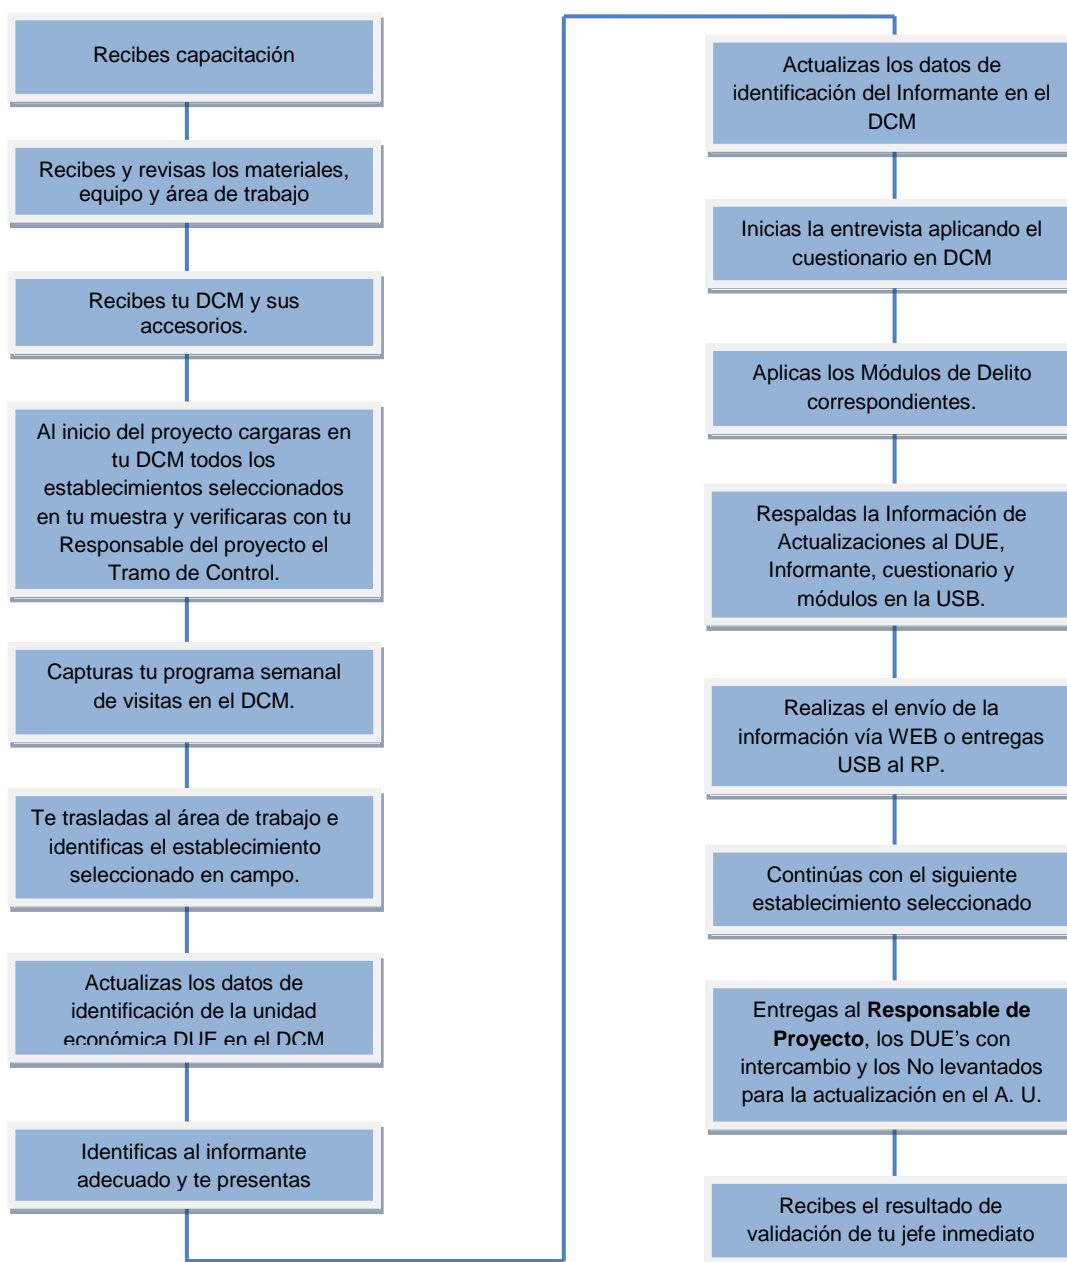 Recibes capacitación
Recibes y revisas los materiales,
equipo y área de trabajo
Recibes tu DCM y sus
accesorios.
Al inicio del proyecto cargaras en
tu DCM todos los
establecimientos seleccionados
en tu muestra y verificaras con tu
Responsable del proyecto el
Tramo de Control.
Capturas tu programa semanal
de visitas en el DCM.
Te trasladas al área de trabajo e
identificas el establecimiento
seleccionado en campo.
Actualizas los datos de
identificación de la unidad
económica DUE en el DCM
Identificas al informante
adecuado y te presentas
Actualizas los datos de
identificación del Informante en el
DCM
Inicias la entrevista aplicando el
cuestionario en DCM
Aplicas los Módulos de Delito
correspondientes.
Respaldas la Información de
Actualizaciones al DUE,
Informante, cuestionario y
módulos en la USB.
Realizas el envío de la
información vía WEB o entregas
USB al RP.
Continúas con el siguiente
establecimiento seleccionado
Entregas al Responsable de
Proyecto, los DUE's con
intercambio y los No levantados
para la actualización en el A. U.
Recibes el resultado de
validación de tu jefe inmediato